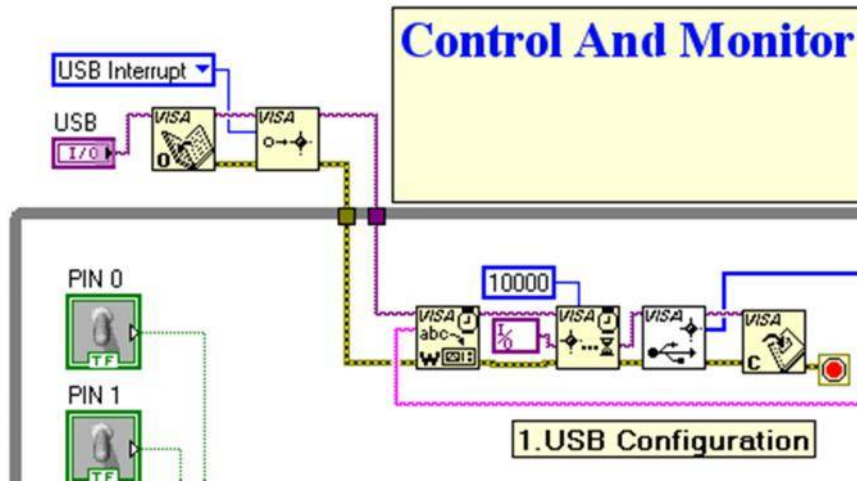 Control And Monitor
USB Interrupt
USB
I/O
VISA
O
VISA
PIN 0
TF
10000
VISA
abc
W
I/O
VISA
VISA
VISA
C
PIN 1
TF
1.USB Configuration